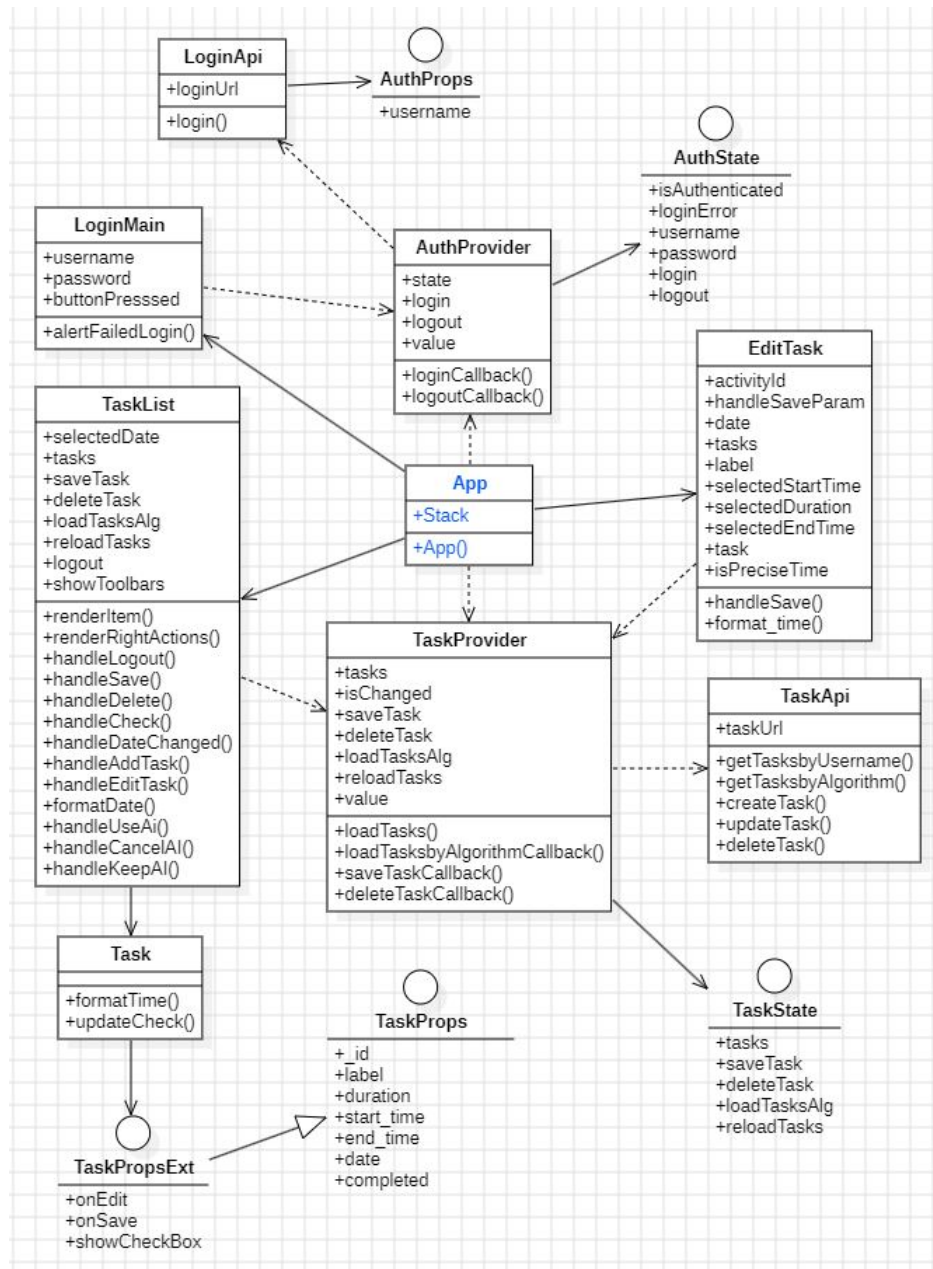 LoginApi
+loginUrl
+login()
AuthProps
+username
AuthState
+isAuthenticated
+loginError
+username
+password
+login
+logout
LoginMain
+username
+password
+buttonPresssed
+alertFailedLogin()
AuthProvider
+state
+login
+logout
+value
+loginCallback()
+logoutCallback()
EditTask
+activityId
+handleSaveParam
+date
+tasks
+label
+selectedStartTime
+selectedDuration
+selectedEndTime
+task
+isPreciseTime
+handleSave()
+format_time()
TaskList
+selectedDate
+tasks
+saveTask
+deleteTask
+loadTasksAlg
+reloadTasks
+logout
+showToolbars
+renderItem()
+renderRightActions()
+handleLogout()
+handleSave()
+handleDelete()
+handleCheck()
+handleDateChanged()
+handleAddTask()
+handleEditTask()
+formatDate()
+handleUseAi()
+handleCancelAI()
+handleKeepAI()
App
+Stack
+App()
TaskProvider
+tasks
+isChanged
+saveTask
+deleteTask
+loadTasksAlg
+reloadTasks
+value
+loadTasks()
+loadTasksbyAlgorithmCallback()
+saveTaskCallback()
+deleteTaskCallback()
TaskApi
+taskUrl
+getTasksbyUsername()
+getTasksbyAlgorithm()
+createTask()
+updateTask()
+deleteTask()
Task
+formatTime()
+updateCheck()
TaskProps
+_id
+label
+duration
+start_time
+end_time
+date
+completed
TaskState
+tasks
+saveTask
+deleteTask
+loadTasksAlg
+reloadTasks
TaskPropsExt
+onEdit
+onSave
+showCheckBox